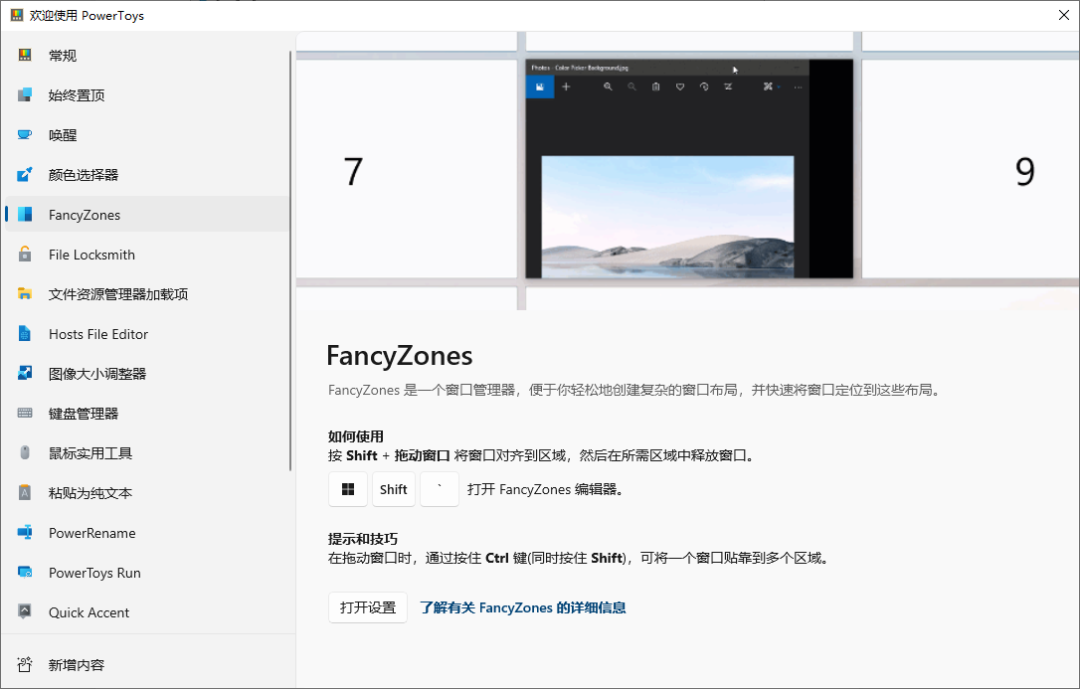 欢迎使用 PowerToys
常规
始终置顶
唤醒
颜色选择器
FancyZones
File Locksmith
文件资源管理器加载项
Hosts File Editor
图像大小调整器
键盘管理器
鼠标实用工具
粘贴为纯文本
PowerRename
PowerToys Run
Quick Accent
新增内容
Photos - Color Picker Background.jpg
7
9
FancyZones
FancyZones 是一个窗口管理器，便于你轻松地创建复杂的窗口布局，并快速将窗口定位到这些布局。
如何使用
按 Shift + 拖动窗口 将窗口对齐到区域，然后在所需区域中释放窗口。
Shift ` 打开 FancyZones 编辑器。
提示和技巧
在拖动窗口时，通过按住 Ctrl 键(同时按住 Shift)，可将一个窗口贴靠到多个区域。
打开设置 了解有关 FancyZones 的详细信息